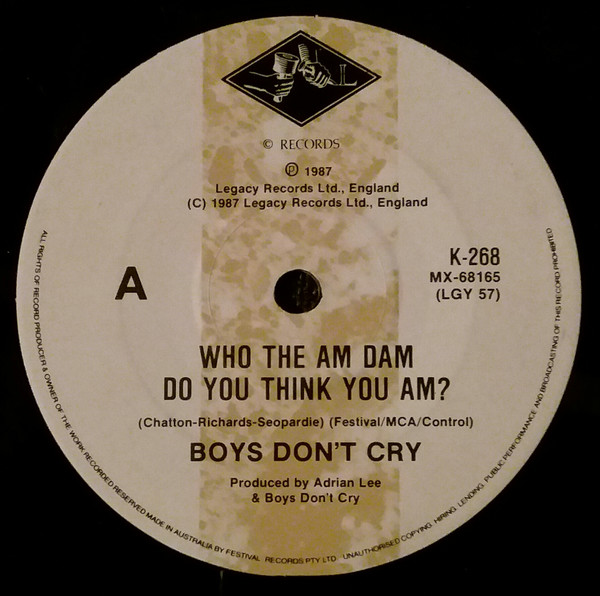 © RECORDS
℗ 1987
Legacy Records Ltd., England
(C) 1987 Legacy Records Ltd., England
A
K-268
MX-68165
(LGY 57)
WHO THE AM DAM
DO YOU THINK YOU AM?
(Chatton-Richards-Seopardie) (Festival/MCA/Control)
BOYS DON'T CRY
Produced by Adrian Lee
& Boys Don't Cry
ALL RIGHTS OF RECORD PRODUCER & OWNER OF THE WORK RECORDED RESERVED MADE IN AUSTRALIA BY FESTIVAL RECORDS PTY LTD. UNAUTHORISED COPYING, HIRING, LENDING, PUBLIC PERFORMANCE AND BROADCASTING OF THIS RECORD PROHIBITED